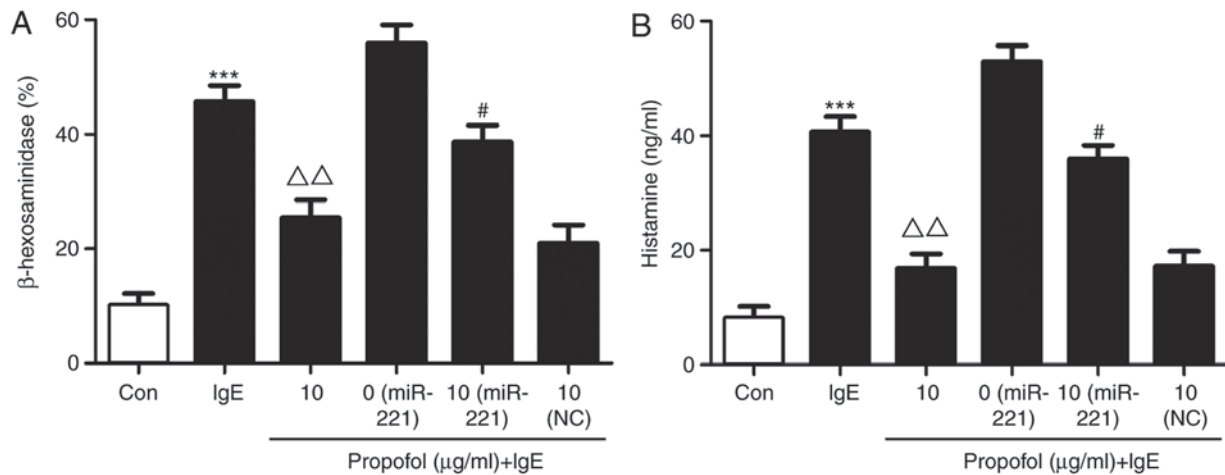 A
β-hexosaminidase (%)
60
40
20
0
***
△△
#
Con
IgE
10
0 (miR-
221)
10 (miR-
221)
10
(NC)
Propofol (μg/ml)+IgE
B
Histamine (ng/ml)
60
40
20
0
***
△△
#
Con
IgE
10
0 (miR-
221)
10 (miR-
221)
10
(NC)
Propofol (μg/ml)+IgE